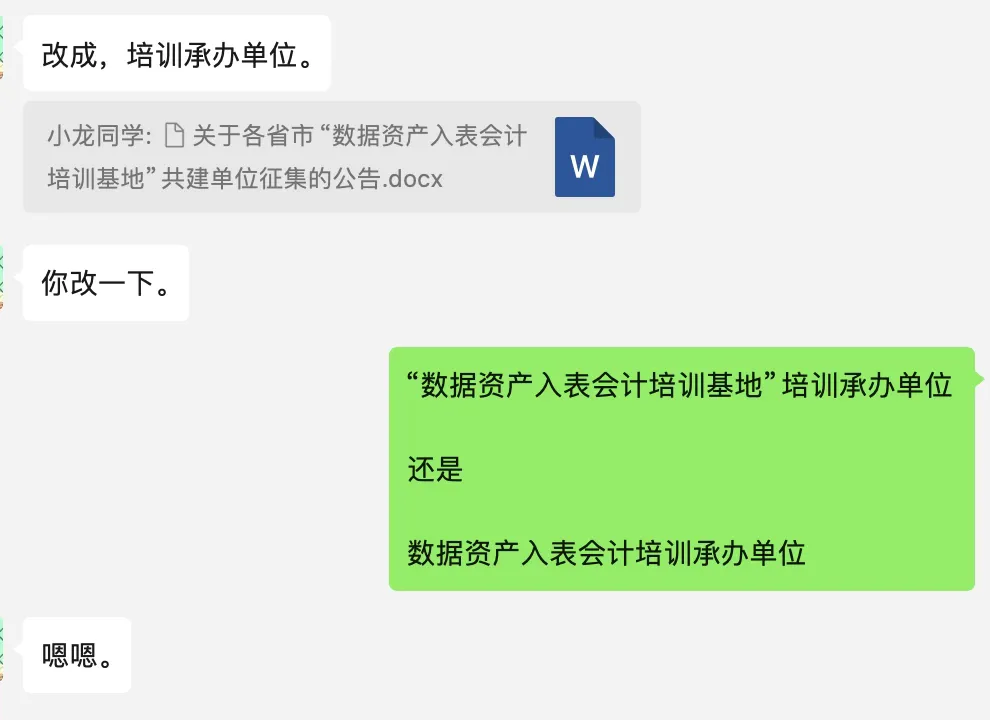 改成，培训承办单位。
小龙同学: 关于各省市“数据资产入表会计
培训基地”共建单位征集的公告.docx
W
你改一下。
“数据资产入表会计培训基地”培训承办单位
还是
数据资产入表会计培训承办单位
嗯嗯。